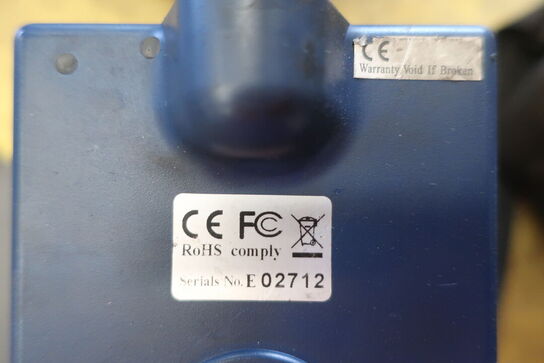 CE
Warranty Void If Broken
CE FC
RoHS comply
Serials No. E 02712